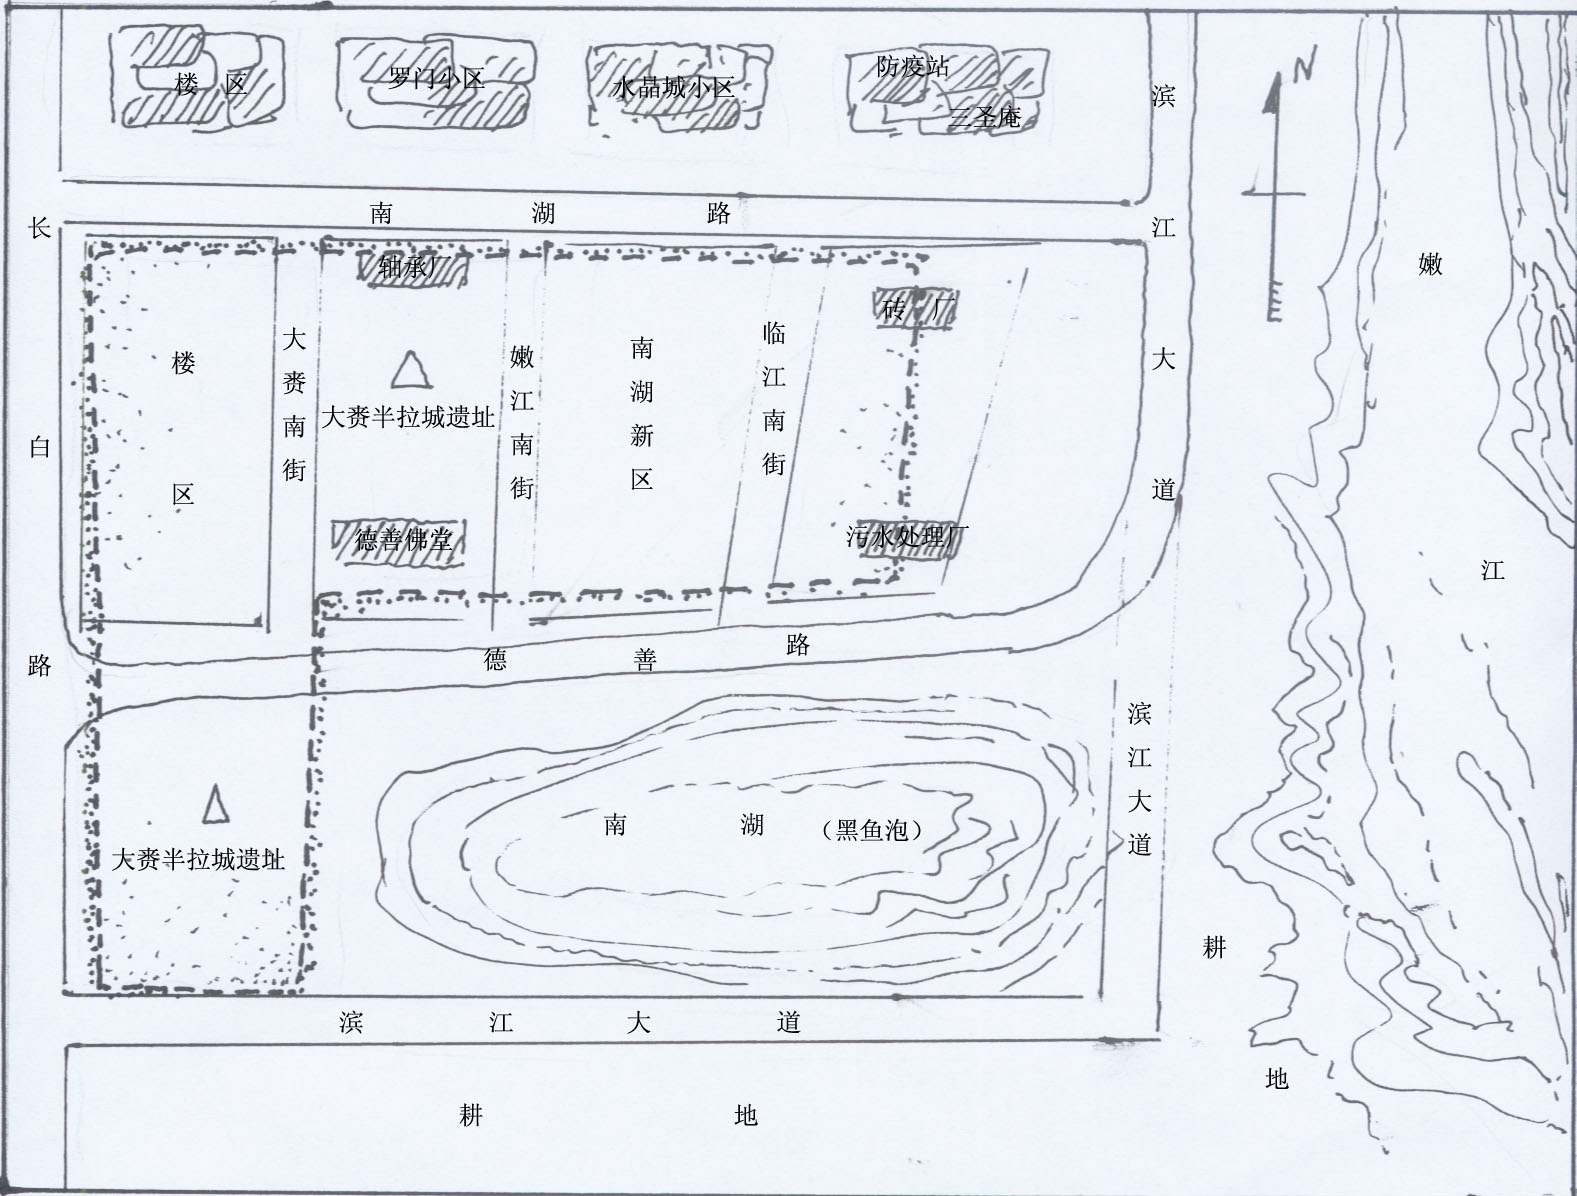 楼 区
罗门小区
水晶城小区
防疫站
三圣庵
N
滨江大道
长白路
南湖路
轴承厂
砖厂
楼区
大赉南街
大赉半拉城遗址
嫩江南街
南湖新区
临江南街
德善佛堂
污水处理厂
德善路
嫩江
滨江大道
大赉半拉城遗址
南湖（黑鱼泡）
耕地
滨江大道
耕地